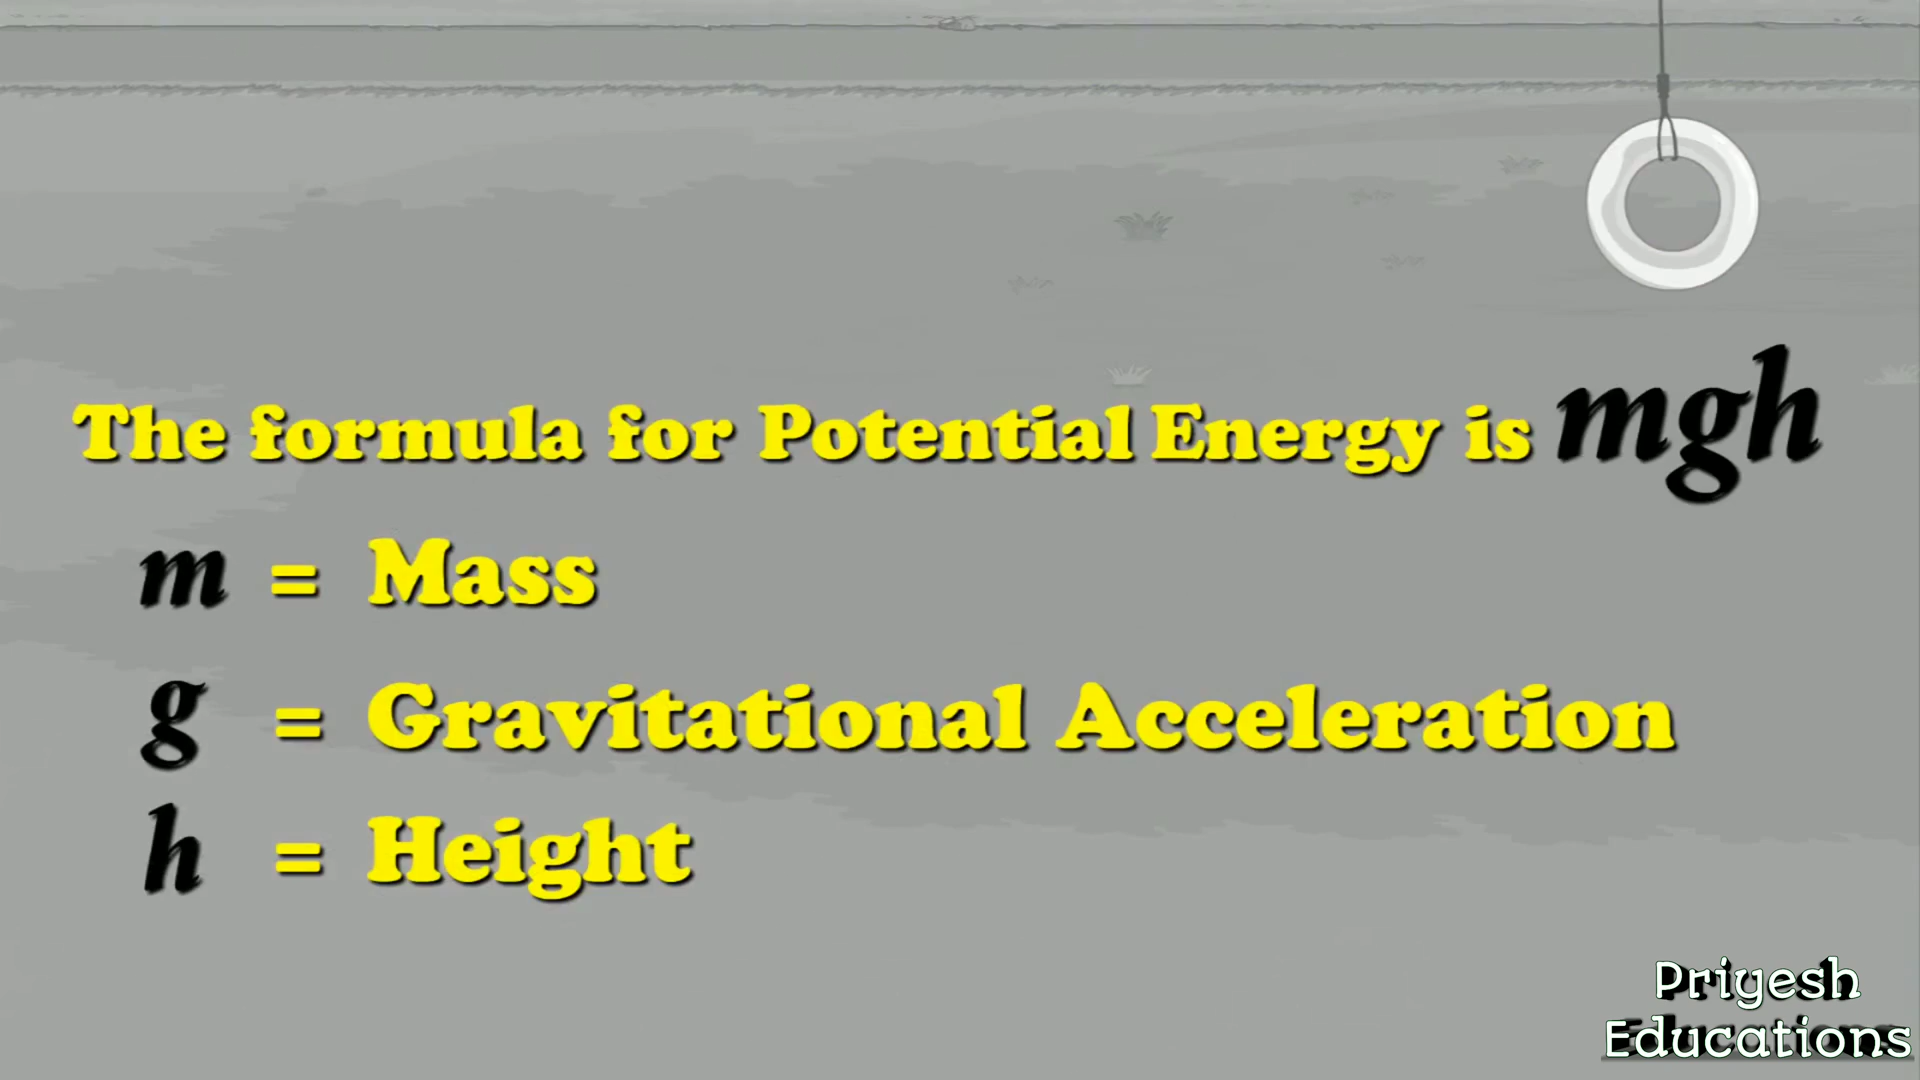 The formula for Potential Energy is mgh
m = Mass
g = Gravitational Acceleration
h = Height
Priyesh
Educations